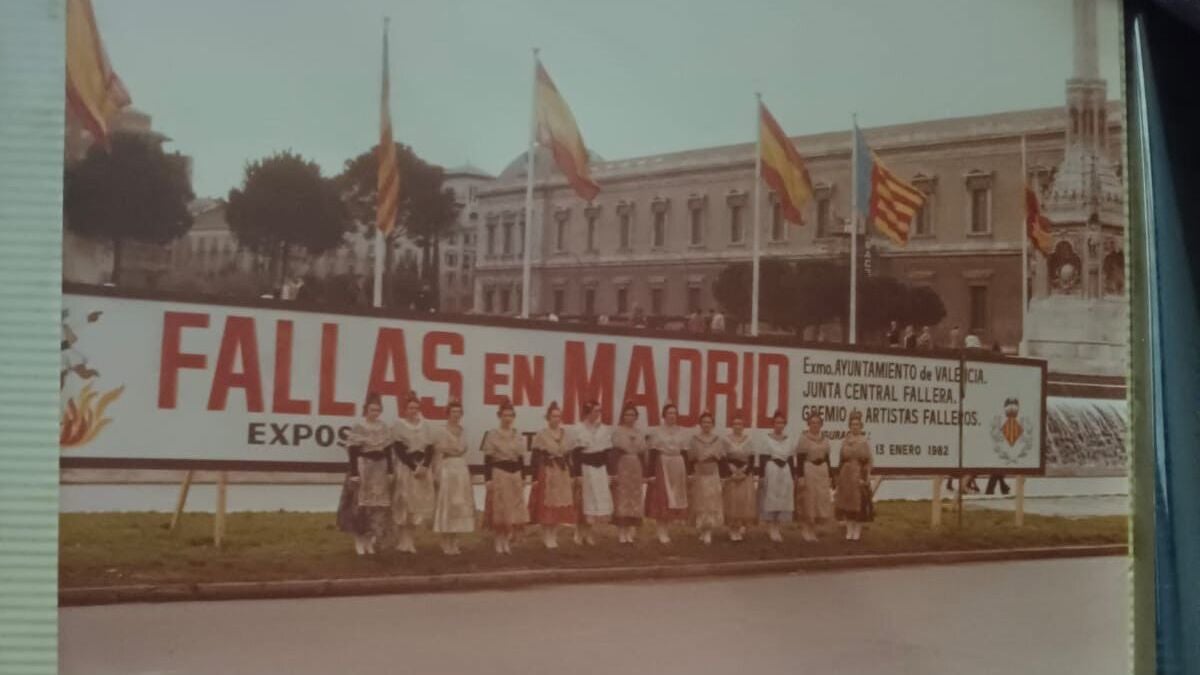 FALLAS EN MADRID
EXPOS
Exmo. AYUNTAMIENTO de VALENCIA.
JUNTA CENTRAL FALLERA.
GREMIO de ARTISTAS FALLEROS.
13 ENERO 1982